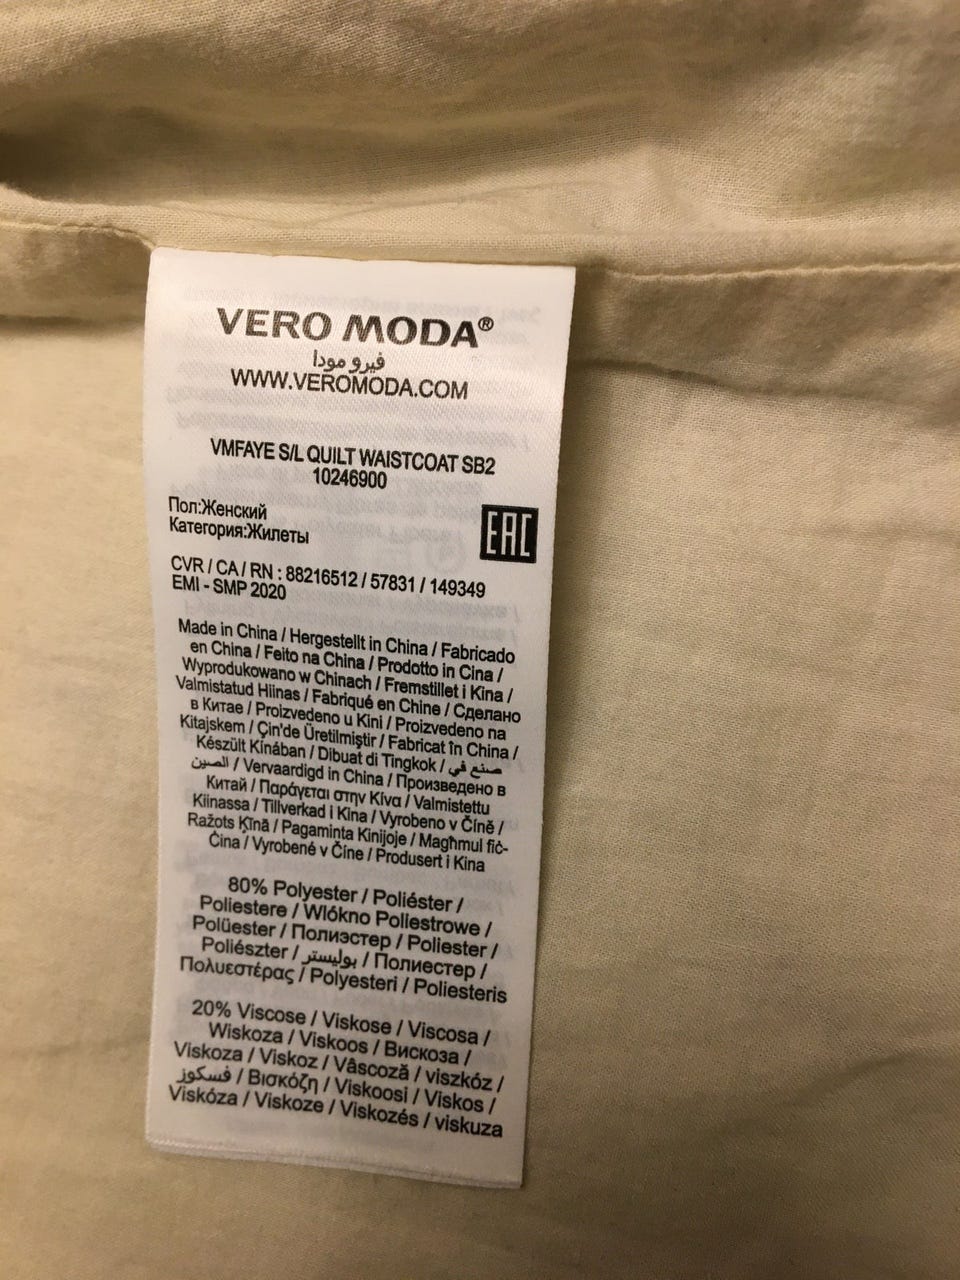 VERO MODA®
فيرو مودا
WWW.VEROMODA.COM
VMFAYE S/L QUILT WAISTCOAT SB2
10246900
Пол:Женский
Категория:Жилеты
EAC
CVR / CA / RN : 88216512 / 57831 / 149349
EMI - SMP 2020
Made in China / Hergestellt in China / Fabricado
en China / Feito na China / Prodotto in Cina /
Wyprodukowano w Chinach / Fremstillet i Kina /
Valmistatud Hiinas / Fabriqué en Chine / Сделано
в Китае / Proizvedeno u Kini / Proizvedeno na
Kitajskem / Çin'de Üretilmiştir / Fabricat în China /
Készült Kínában / Dibuat di Tingkok / صنع في
الصين / Vervaardigd in China / Произведено в
Китай / Παράγεται στην Κίνα / Valmistettu
Kiinassa / Tillverkad i Kina / Vyrobeno v Číně /
Ražots Ķīnā / Pagaminta Kinijoje / Magħmul fiċ-
Ċina / Vyrobené v Číne / Produsert i Kina
80% Polyester / Poliéster /
Poliestere / Wlókno Poliestrowe /
Polüester / Полиэстер / Poliester /
Poliészter / بوليستر / Полиестер /
Πολυεστέρας / Polyesteri / Poliesteris
20% Viscose / Viskose / Viscosa /
Wiskoza / Viskoos / Вискоза /
Viskoza / Viskoz / Vâscoză / viszkóz /
فسكوز / Βισκόζη / Viskoosi / Viskos /
Viskóza / Viskoze / Viskozés / viskuza